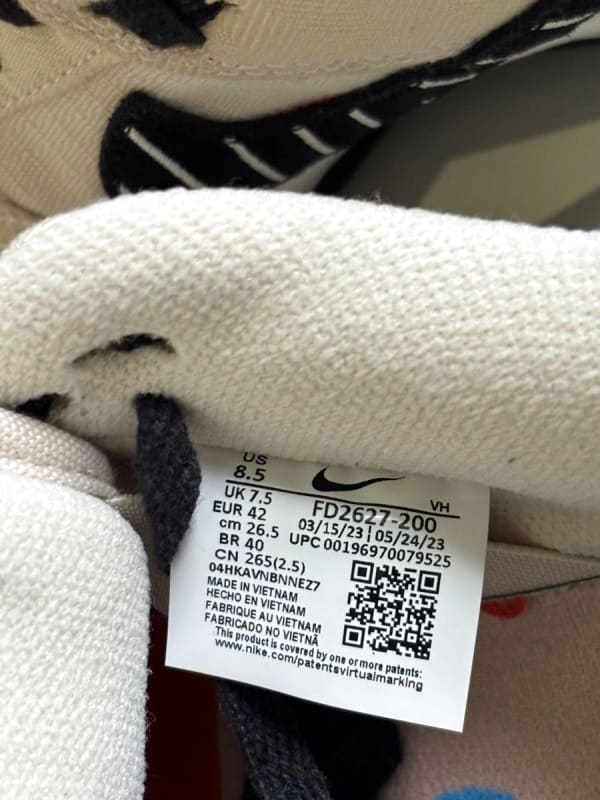 US
8.5
UK 7.5
EUR 42
cm 26.5
BR 40
CN 265(2.5)
04HKAVNBNNEZ7
VH
FD2627-200
03/15/23 | 05/24/23
UPC 00196970079525
MADE IN VIETNAM
HECHO EN VIETNAM
FABRIQUE AU VIETNAM
FABRICADO NO VIETNÃ
This product is covered by one or more patents:
www.nike.com/patentsvirtualmarking